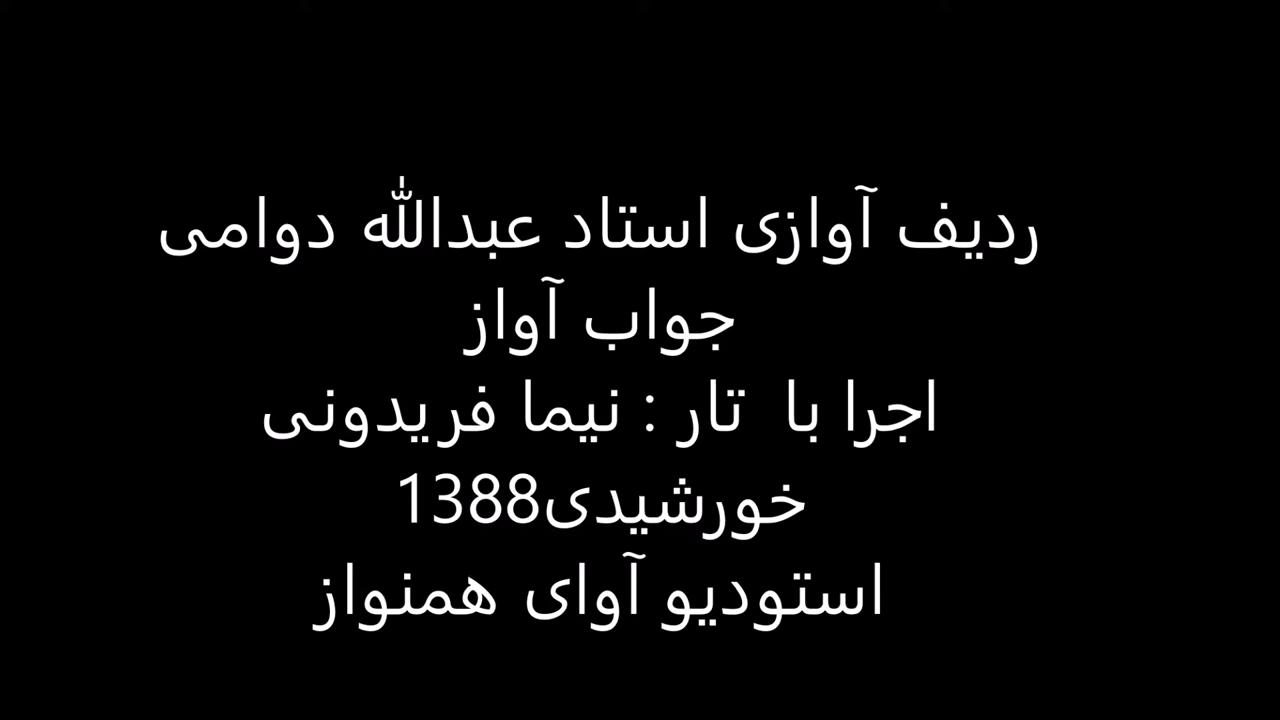 ردیف آوازی استاد عبدالله دوامی
جواب آواز
اجرا با  تار : نیما فریدونی
خورشیدی1388
استودیو آوای همنواز